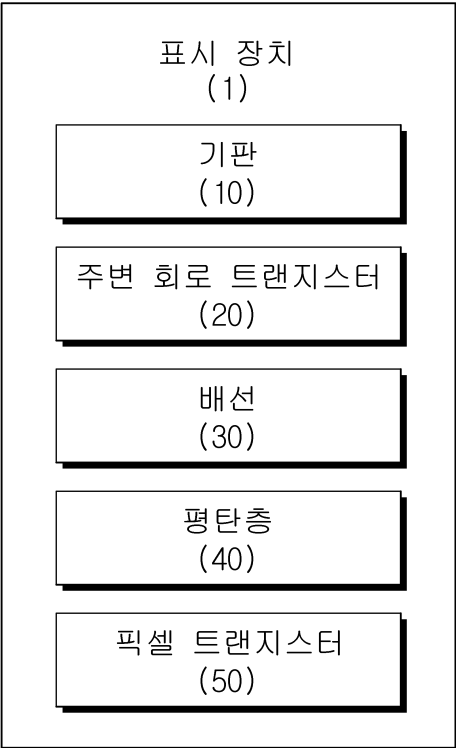 표시 장치
(1)
기판
(10)
주변 회로 트랜지스터
(20)
배선
(30)
평탄층
(40)
픽셀 트랜지스터
(50)